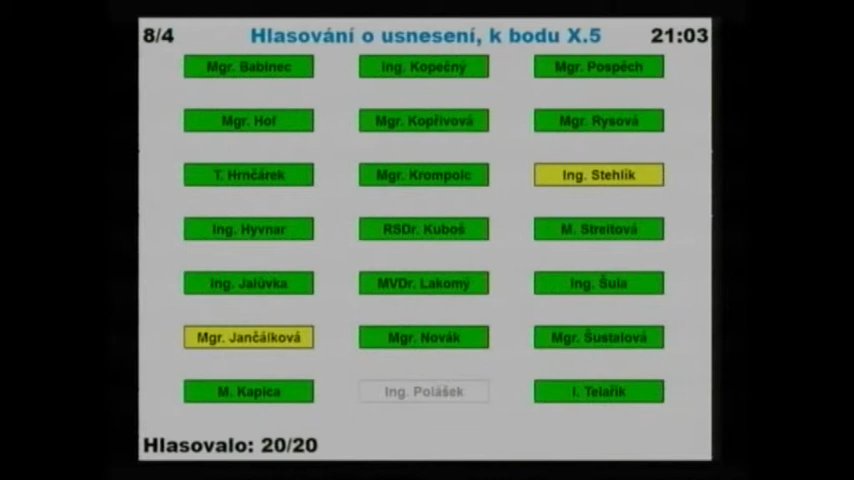 8/4 Hlasování o usnesení, k bodu X.5 21:03
Mgr. Babinec Ing. Kopečný Mgr. Pospěch
Mgr. Hof Mgr. Kopřivová Mgr. Rysová
T. Hrnčárek Mgr. Krompolc Ing. Stehlík
Ing. Hyvnar RSDr. Kuboš M. Streitová
Ing. Jalůvka MVDr. Lakomý Ing. Šula
Mgr. Jančálková Mgr. Novák Mgr. Šustalová
M. Kapica Ing. Polášek I. Telařík
Hlasovalo: 20/20